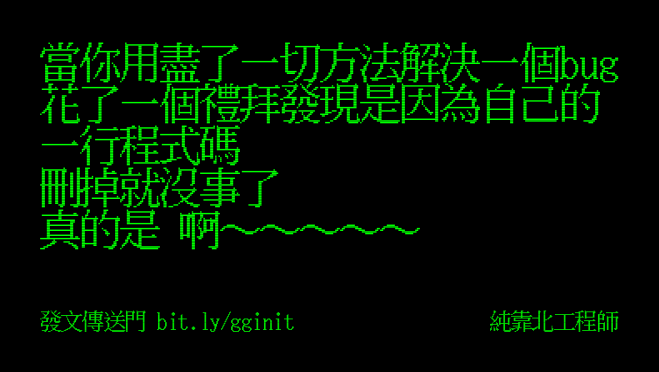 當你用盡了一切方法解決一個bug
花了一個禮拜發現是因為自己的
一行程式碼
刪掉就沒事了
真的是 啊～～～～～
發文傳送門 bit.ly/gginit
純靠北工程師